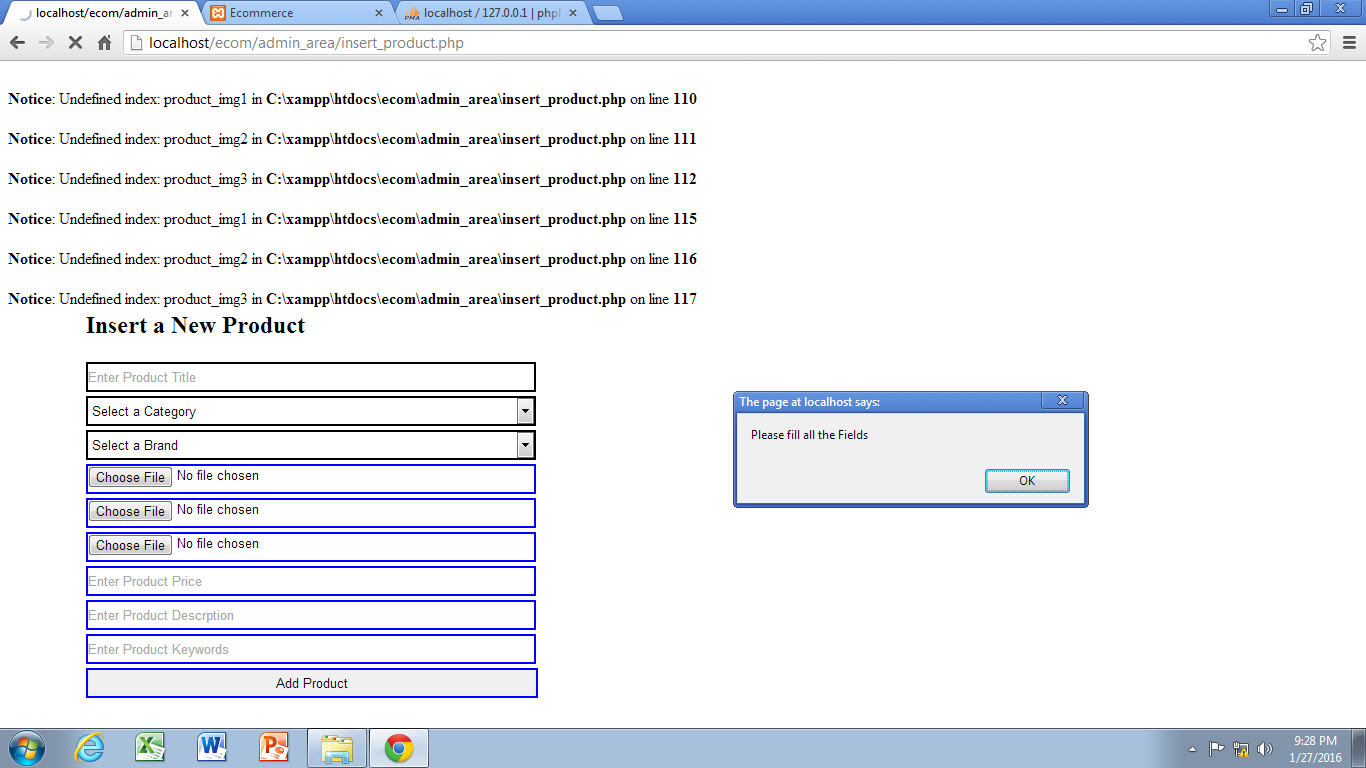 localhost/ecom/admin_ar
Ecommerce
localhost / 127.0.0.1 | phpl
localhost/ecom/admin_area/insert_product.php
Notice: Undefined index: product_img1 in C:\xampp\htdocs\ecom\admin_area\insert_product.php on line 110
Notice: Undefined index: product_img2 in C:\xampp\htdocs\ecom\admin_area\insert_product.php on line 111
Notice: Undefined index: product_img3 in C:\xampp\htdocs\ecom\admin_area\insert_product.php on line 112
Notice: Undefined index: product_img1 in C:\xampp\htdocs\ecom\admin_area\insert_product.php on line 115
Notice: Undefined index: product_img2 in C:\xampp\htdocs\ecom\admin_area\insert_product.php on line 116
Notice: Undefined index: product_img3 in C:\xampp\htdocs\ecom\admin_area\insert_product.php on line 117
Insert a New Product
Enter Product Title
Select a Category
Select a Brand
Choose File No file chosen
Choose File No file chosen
Choose File No file chosen
Enter Product Price
Enter Product Descrption
Enter Product Keywords
Add Product
The page at localhost says:
Please fill all the Fields
OK
9:28 PM
1/27/2016